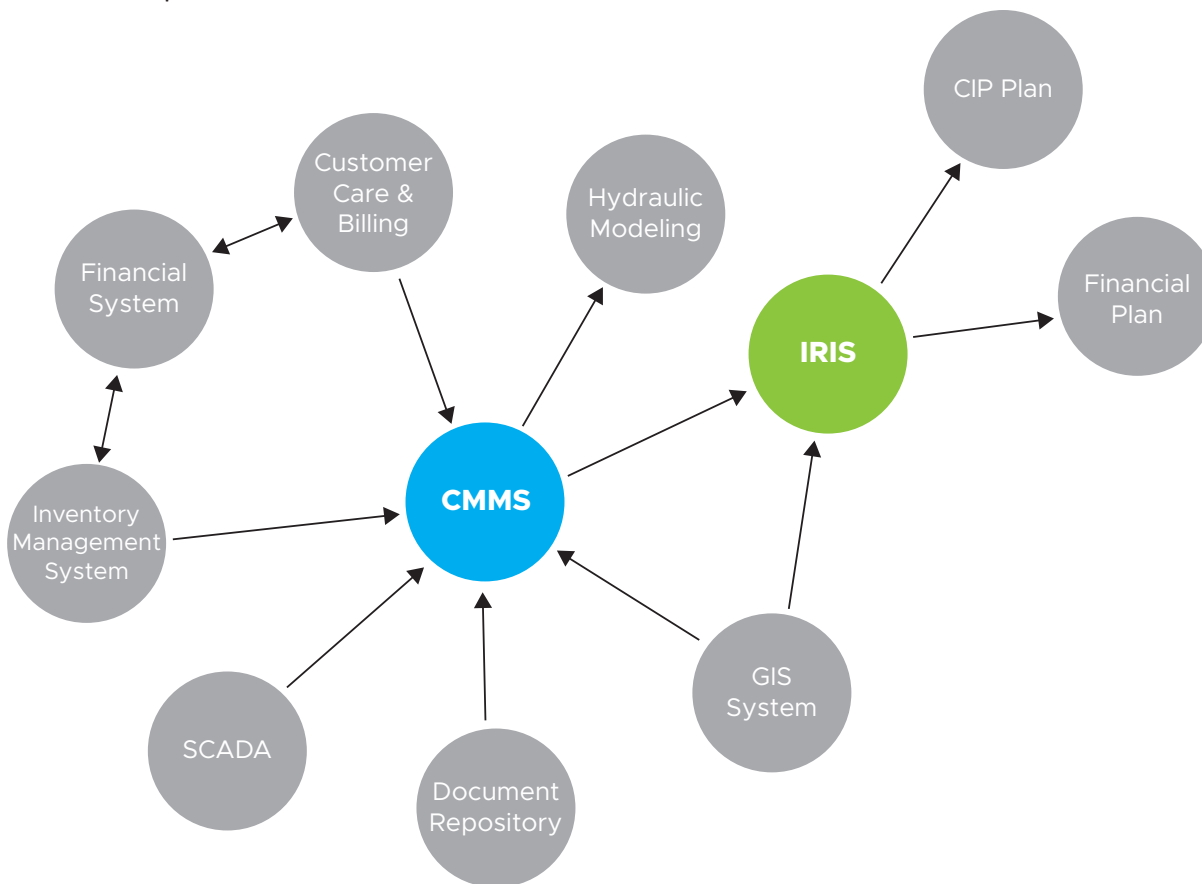 CIP Plan
Customer
Care &
Billing
Hydraulic
Modeling
Financial
System
Financial
Plan
IRIS
CMMS
Inventory
Management
System
GIS
System
SCADA
Document
Repository